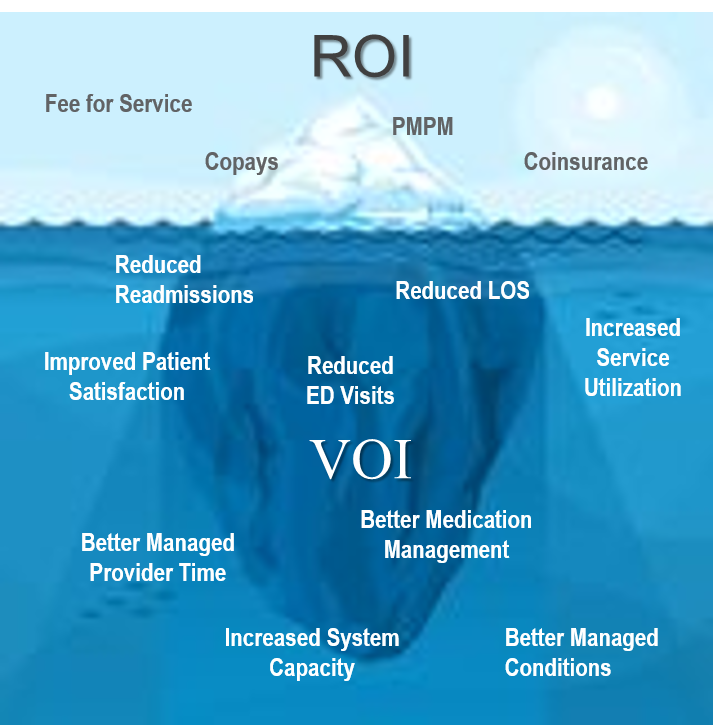 ROI
Fee for Service
PMPM
Copays
Coinsurance
Reduced
Readmissions
Reduced LOS
Increased
Service
Utilization
Improved Patient
Satisfaction
Reduced
ED Visits
VOI
Better Medication
Management
Better Managed
Provider Time
Increased System
Capacity
Better Managed
Conditions